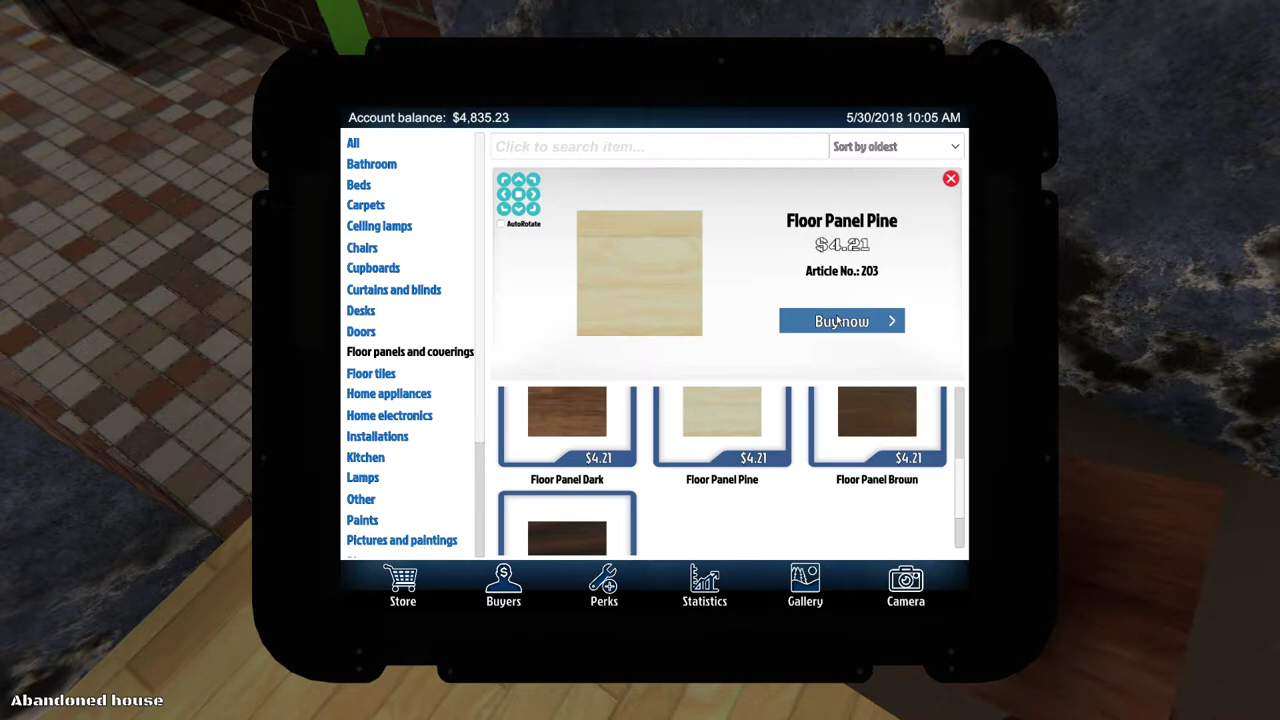 Account balance: $4,835.23
5/30/2018 10:05 AM
All
Bathroom
Beds
Carpets
Ceiling lamps
Chairs
Cupboards
Curtains and blinds
Desks
Doors
Floor panels and coverings
Floor tiles
Home appliances
Home electronics
Installations
Kitchen
Lamps
Other
Paints
Pictures and paintings
Click to search item...
Sort by oldest
AutoRotate
Floor Panel Pine
$4.21
Article No.: 203
Buy now
$4.21
$4.21
$4.21
Floor Panel Dark
Floor Panel Pine
Floor Panel Brown
Store
Buyers
Perks
Statistics
Gallery
Camera
Abandoned house